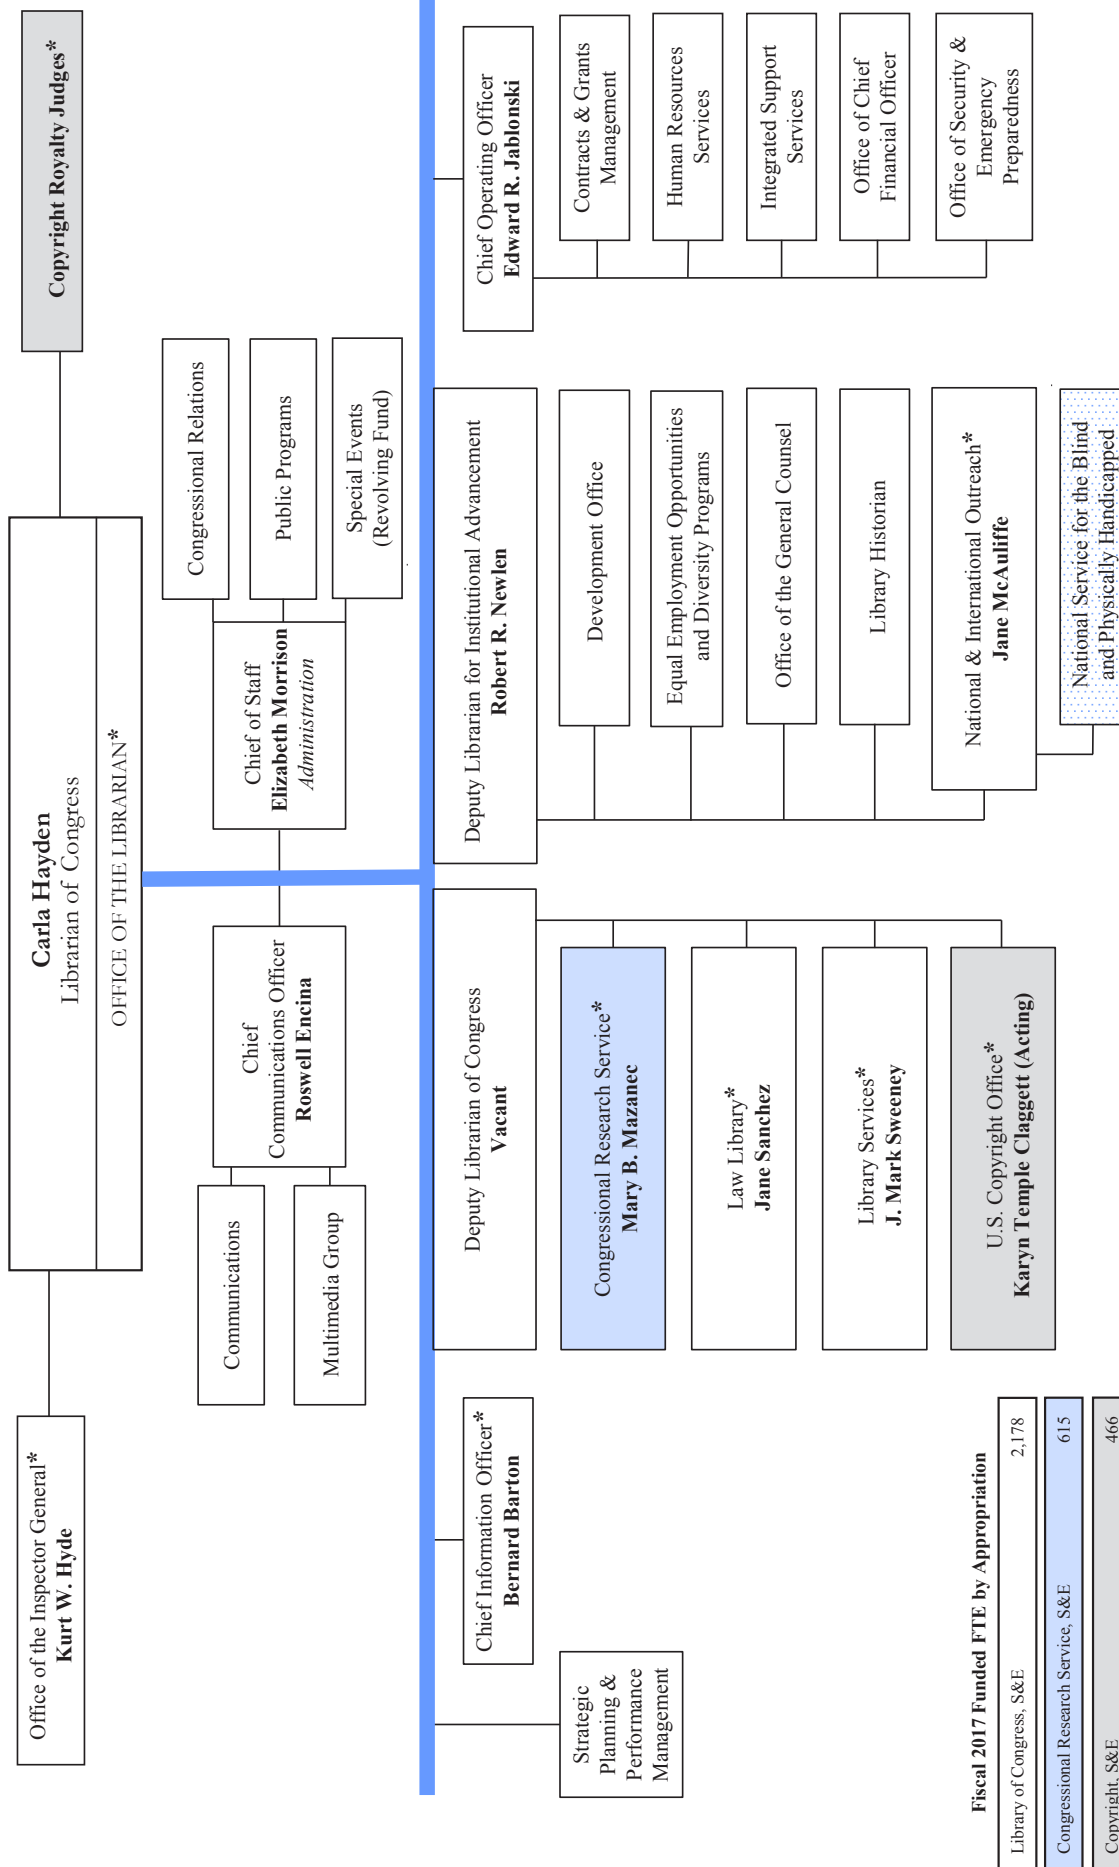 Copyright Royalty Judges*
Carla Hayden
Librarian of Congress
OFFICE OF THE LIBRARIAN*
Office of the Inspector General*
Kurt W. Hyde
Congressional Relations
Public Programs
Special Events
(Revolving Fund)
Chief of Staff
Elizabeth Morrison
Administration
Chief
Communications Officer
Roswell Encina
Communications
Multimedia Group
Strategic
Planning &
Performance
Management
Chief Information Officer*
Bernard Barton
Deputy Librarian of Congress
Vacant
Congressional Research Service*
Mary B. Mazanec
Law Library*
Jane Sanchez
Library Services*
J. Mark Sweeney
U.S. Copyright Office*
Karyn Temple Claggett (Acting)
Deputy Librarian for Institutional Advancement
Robert R. Newlen
Development Office
Equal Employment Opportunities
and Diversity Programs
Office of the General Counsel
Library Historian
National & International Outreach*
Jane McAuliffe
National Service for the Blind
and Physically Handicapped
Chief Operating Officer
Edward R. Jablonski
Contracts & Grants
Management
Human Resources
Services
Integrated Support
Services
Office of Chief
Financial Officer
Office of Security &
Emergency
Preparedness
Fiscal 2017 Funded FTE by Appropriation
Library of Congress, S&E 2,178
Congressional Research Service, S&E 615
Copyright, S&E 466